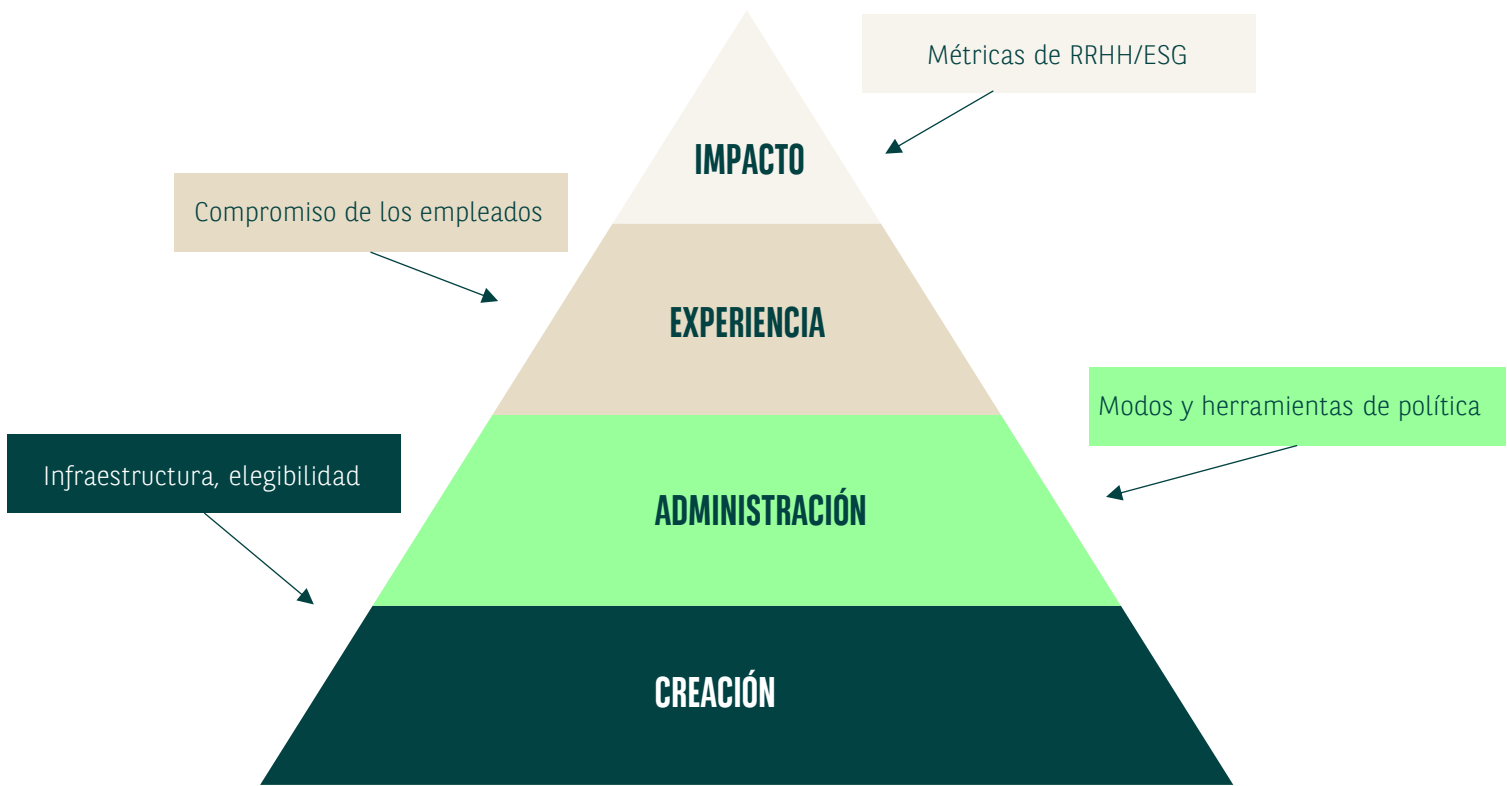 Métricas de RRHH/ESG
IMPACTO
Compromiso de los empleados
EXPERIENCIA
Modos y herramientas de política
Infraestructura, elegibilidad
ADMINISTRACIÓN
CREACIÓN